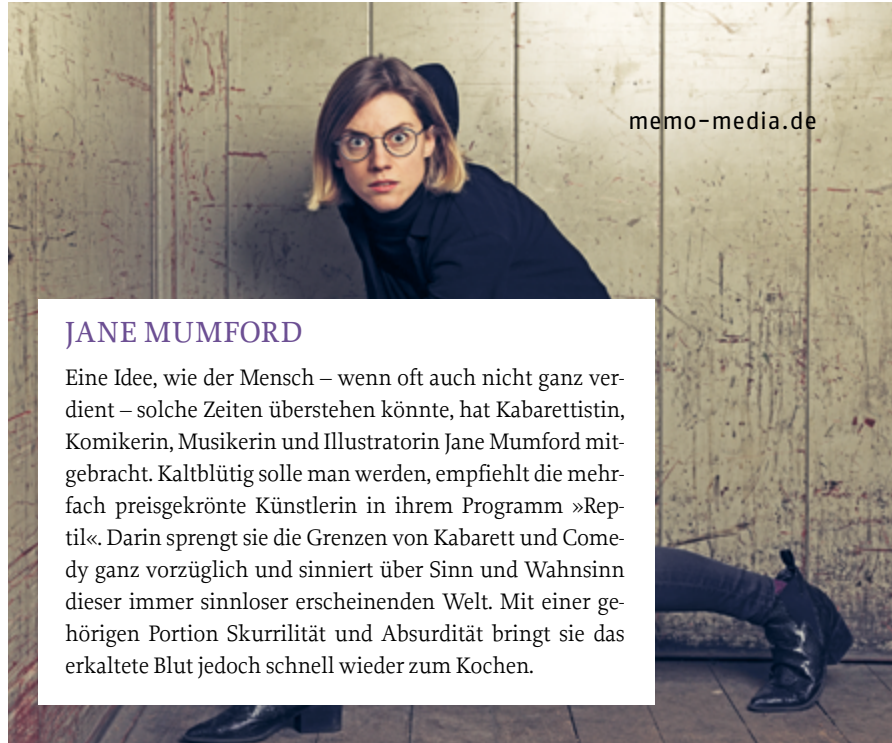 memo-media.de
JANE MUMFORD
Eine Idee, wie der Mensch – wenn oft auch nicht ganz ver-
dient – solche Zeiten überstehen könnte, hat Kabarettistin,
Komikerin, Musikerin und Illustratorin Jane Mumford mit-
gebracht. Kaltblütig solle man werden, empfiehlt die mehr-
fach preisgekrönte Künstlerin in ihrem Programm »Rep-
til«. Darin sprengt sie die Grenzen von Kabarett und Come-
dy ganz vorzüglich und sinniert über Sinn und Wahnsinn
dieser immer sinnloser erscheinenden Welt. Mit einer ge-
hörigen Portion Skurrilität und Absurdität bringt sie das
erkaltete Blut jedoch schnell wieder zum Kochen.